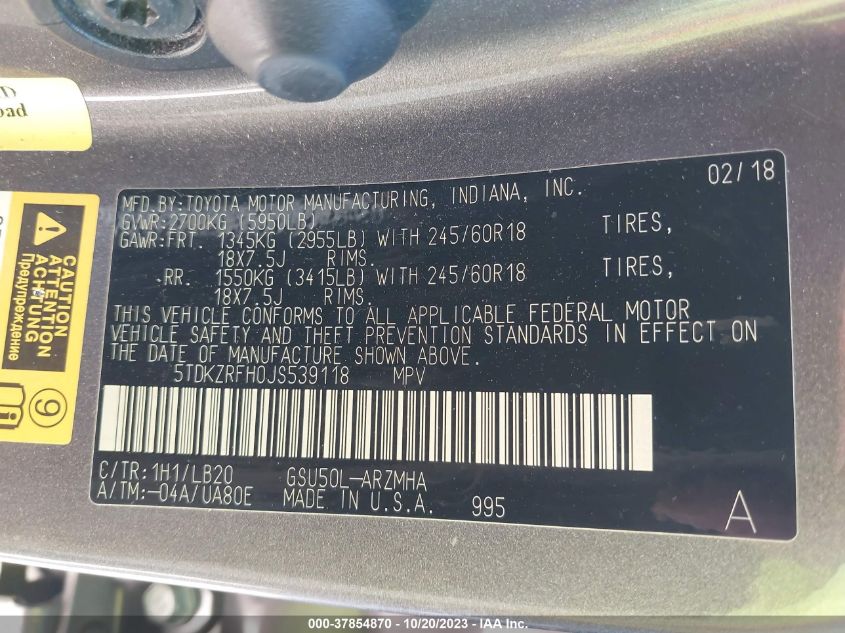 oad
CAUTION
ATTENTION
ACHTUNG
Предупреждение
9
MFD. BY:TOYOTA MOTOR MANUFACTURING, INDIANA, INC. 02/18
GVWR:2700KG (5950LB)
GAWR:FRT. 1345KG (2955LB) WITH 245/60R18 TIRES,
18X7.5J RIMS.
RR. 1550KG (3415LB) WITH 245/60R18 TIRES,
18X7.5J RIMS.
THIS VEHICLE CONFORMS TO ALL APPLICABLE FEDERAL MOTOR
VEHICLE SAFETY AND THEFT PREVENTION STANDARDS IN EFFECT ON
THE DATE OF MANUFACTURE SHOWN ABOVE.
5TDKZRFH0JS539118 MPV
C/TR:1H1/LB20 GSU50L-ARZMHA
A/TM:-04A/UA80E MADE IN U.S.A. 995 A
000-37854870 - 10/20/2023 - IAA Inc.